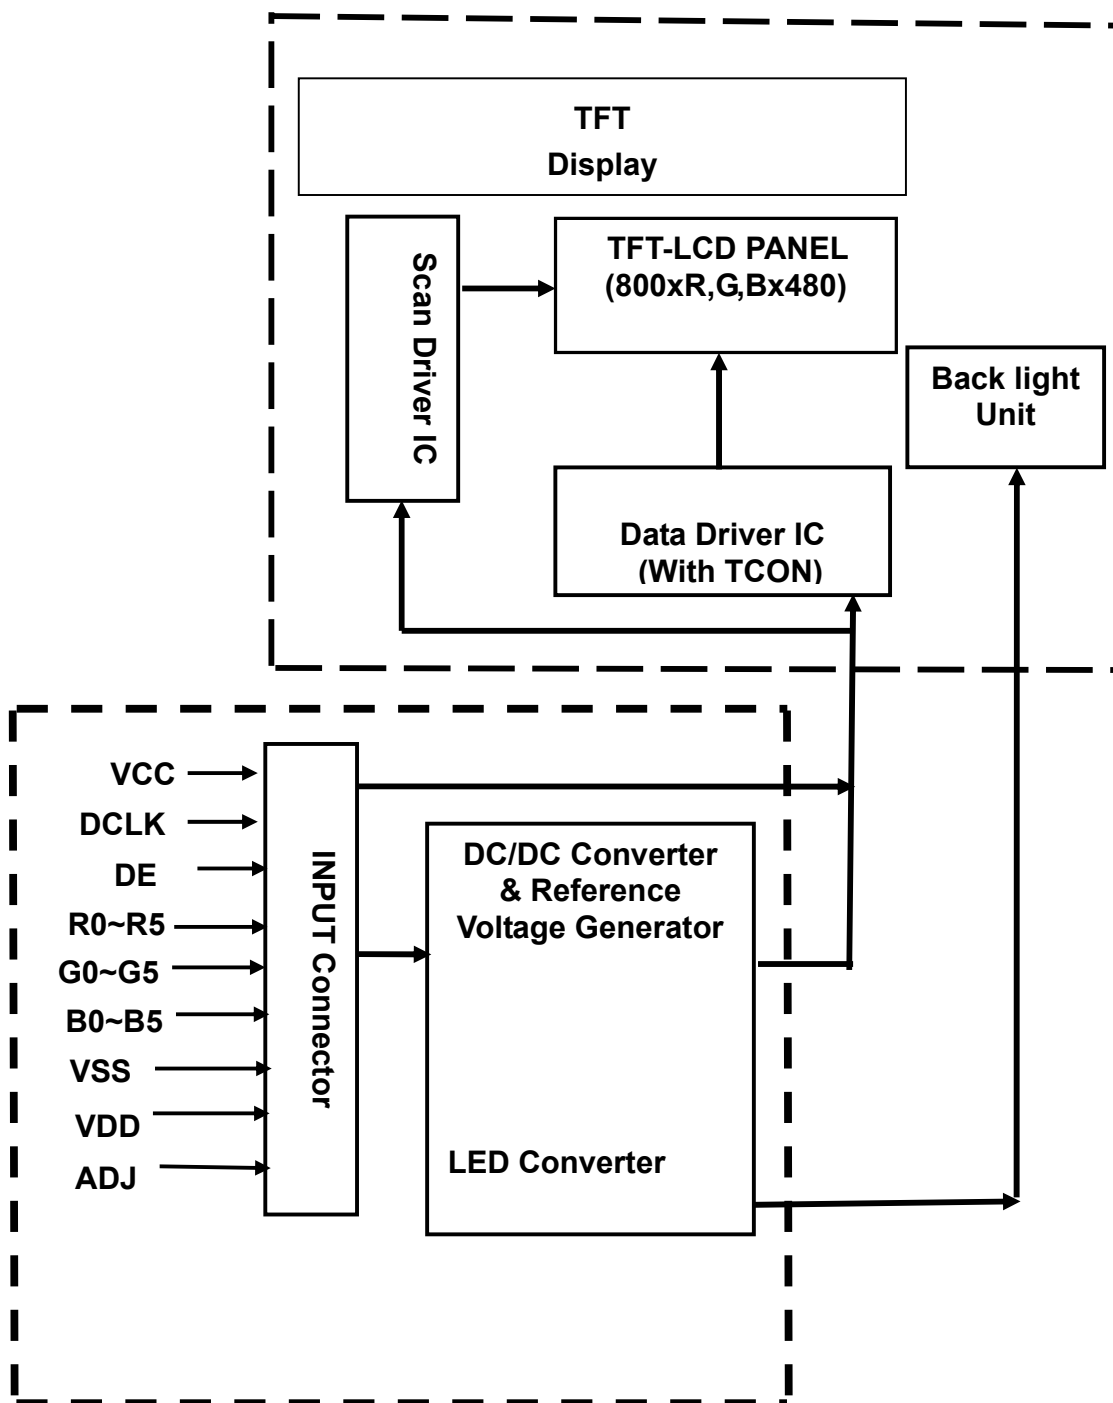 TFT
Display
Scan Driver IC
TFT-LCD PANEL
(800xR,G,Bx480)
Back light
Unit
Data Driver IC
(With TCON)
VCC
DCLK
DE
R0~R5
G0~G5
B0~B5
VSS
VDD
ADJ
INPUT Connector
DC/DC Converter
& Reference
Voltage Generator
LED Converter